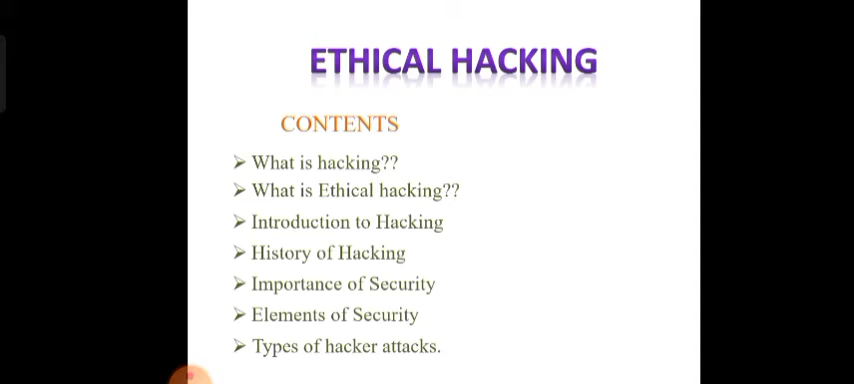 ETHICAL HACKING
CONTENTS
➢ What is hacking??
➢ What is Ethical hacking??
➢ Introduction to Hacking
➢ History of Hacking
➢ Importance of Security
➢ Elements of Security
➢ Types of hacker attacks.